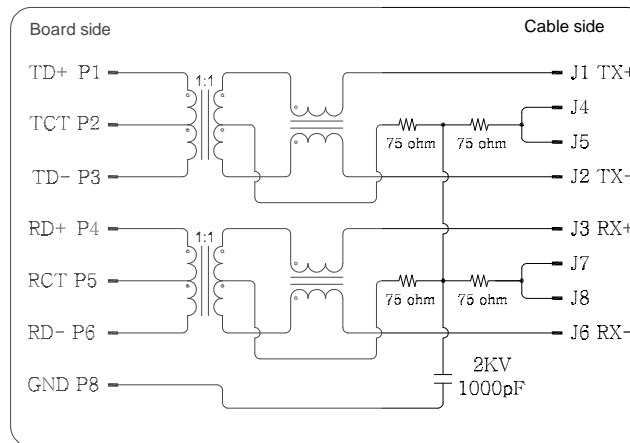 Board side
Cable side
TD+ P1
1:1
J1 TX+
J4
TCT P2
75 ohm
75 ohm
J5
TD- P3
J2 TX-
RD+ P4
1:1
J3 RX+
J7
RCT P5
75 ohm
75 ohm
J8
RD- P6
J6 RX-
2KV
GND P8
1000pF